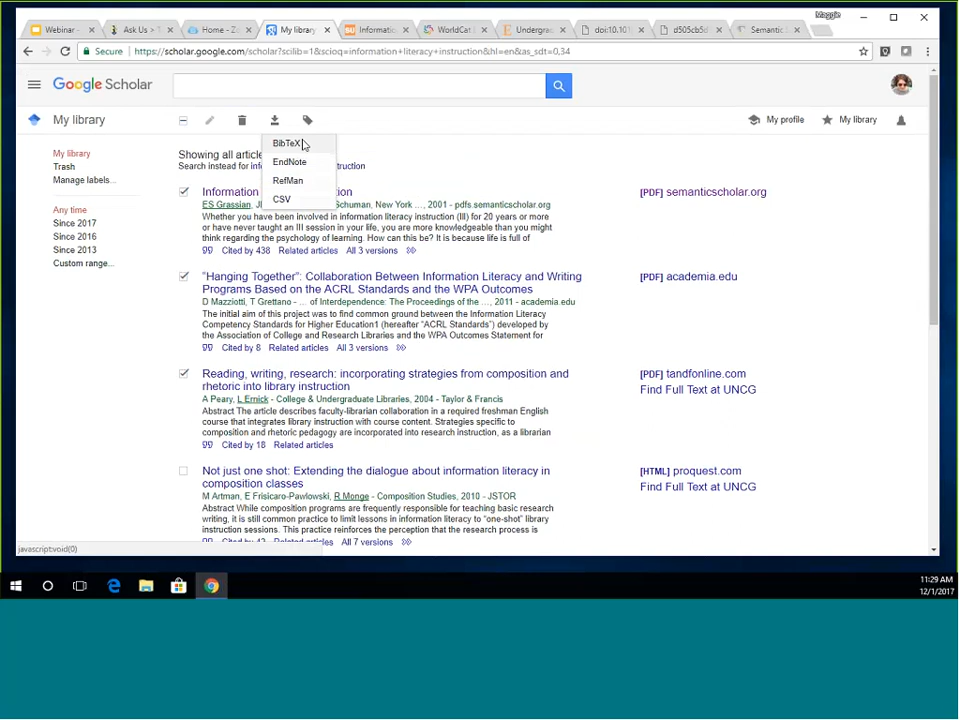 Maggie
Webinar -
Ask Us > T
Home - Zo
My library
Informatic
WorldCat
Undergrad
doi:10.10
d505cb5d
Semantic
Secure
https://scholar.google.com/scholar?scilib=1&scioq=information+literacy+instruction&hl=en&as_sdt=0,34
Google Scholar
My library
My profile
My library
My library
Trash
Manage labels...
Any time
Since 2017
Since 2016
Since 2013
Custom range...
BibTeX
EndNote
RefMan
CSV
Showing all article
Search instead for inf
ruction
Information
tion
[PDF] semanticscholar.org
ES Grassian, J
Schuman, New York …, 2001 - pdfs.semanticscholar.org
Whether you have been involved in information literacy instruction (ILI) for 20 years or more
or have never taught an ILI session in your life, you are more knowledgeable than you might
think regarding the psychology of learning. How can this be? It is because life is full of
Cited by 438 Related articles All 3 versions
"Hanging Together": Collaboration Between Information Literacy and Writing
Programs Based on the ACRL Standards and the WPA Outcomes
[PDF] academia.edu
D Mazziotti, T Grettano - … of Interdependence: The Proceedings of the …, 2011 - academia.edu
The initial aim of this project was to find common ground between the Information Literacy
Competency Standards for Higher Education1 (hereafter "ACRL Standards") developed by
the Association of College and Research Libraries and the WPA Outcomes Statement for
Cited by 8 Related articles All 3 versions
Reading, writing, research: incorporating strategies from composition and
rhetoric into library instruction
[PDF] tandfonline.com
Find Full Text at UNCG
A Peary, L Ernick - College & Undergraduate Libraries, 2004 - Taylor & Francis
Abstract The article describes faculty-librarian collaboration in a required freshman English
course that integrates library instruction with course content. Strategies specific to
composition and rhetoric pedagogy are incorporated into research instruction, as a librarian
Cited by 18 Related articles
Not just one shot: Extending the dialogue about information literacy in
composition classes
[HTML] proquest.com
Find Full Text at UNCG
M Artman, E Frisicaro-Pawlowski, R Monge - Composition Studies, 2010 - JSTOR
Abstract While composition programs are frequently responsible for teaching basic research
writing, it is still common practice to limit lessons in information literacy to "one-shot" library
instruction sessions. This practice reinforces the perception that the research process is
Cited by 42 Related articles All 7 versions
javascript:void(0)
11:29 AM
12/1/2017